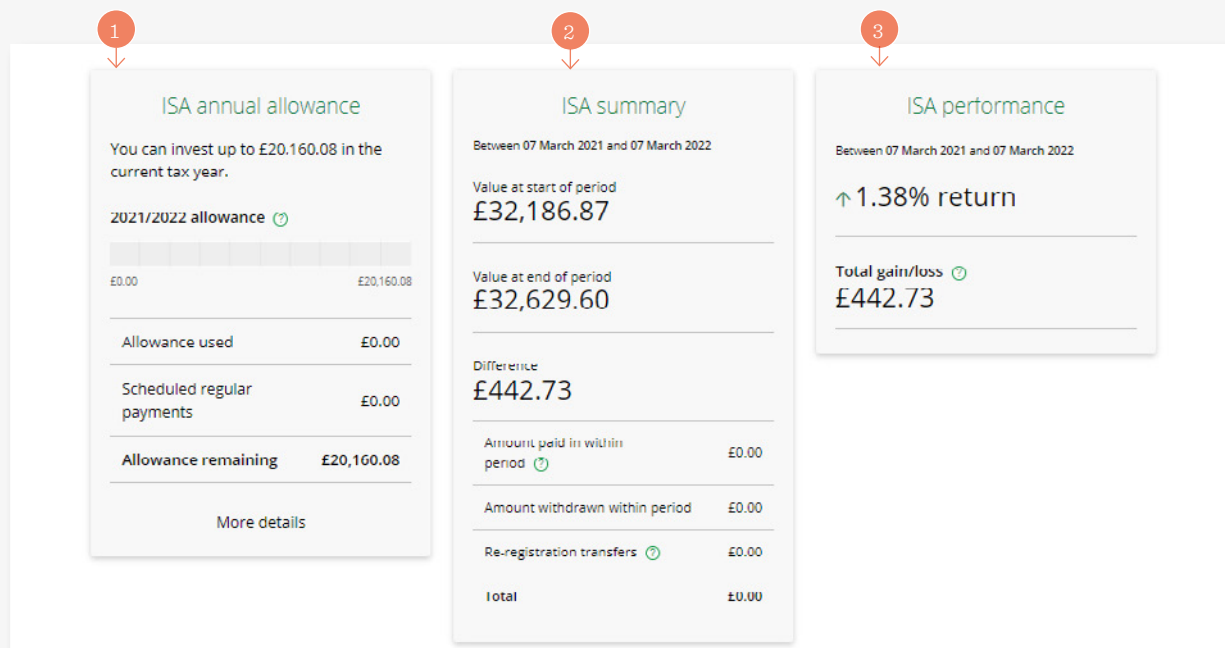 1
2
3
ISA annual allowance
You can invest up to £20.160.08 in the
current tax year.
2021/2022 allowance ?
£0.00 £20,160.08
Allowance used £0.00
Scheduled regular
payments £0.00
Allowance remaining £20,160.08
More details
ISA summary
Between 07 March 2021 and 07 March 2022
Value at start of period
£32,186.87
Value at end of period
£32,629.60
Difference
£442.73
Amount paid in within
period ? £0.00
Amount withdrawn within period £0.00
Re-registration transfers ? £0.00
Total £0.00
ISA performance
Between 07 March 2021 and 07 March 2022
↑ 1.38% return
Total gain/loss ?
£442.73